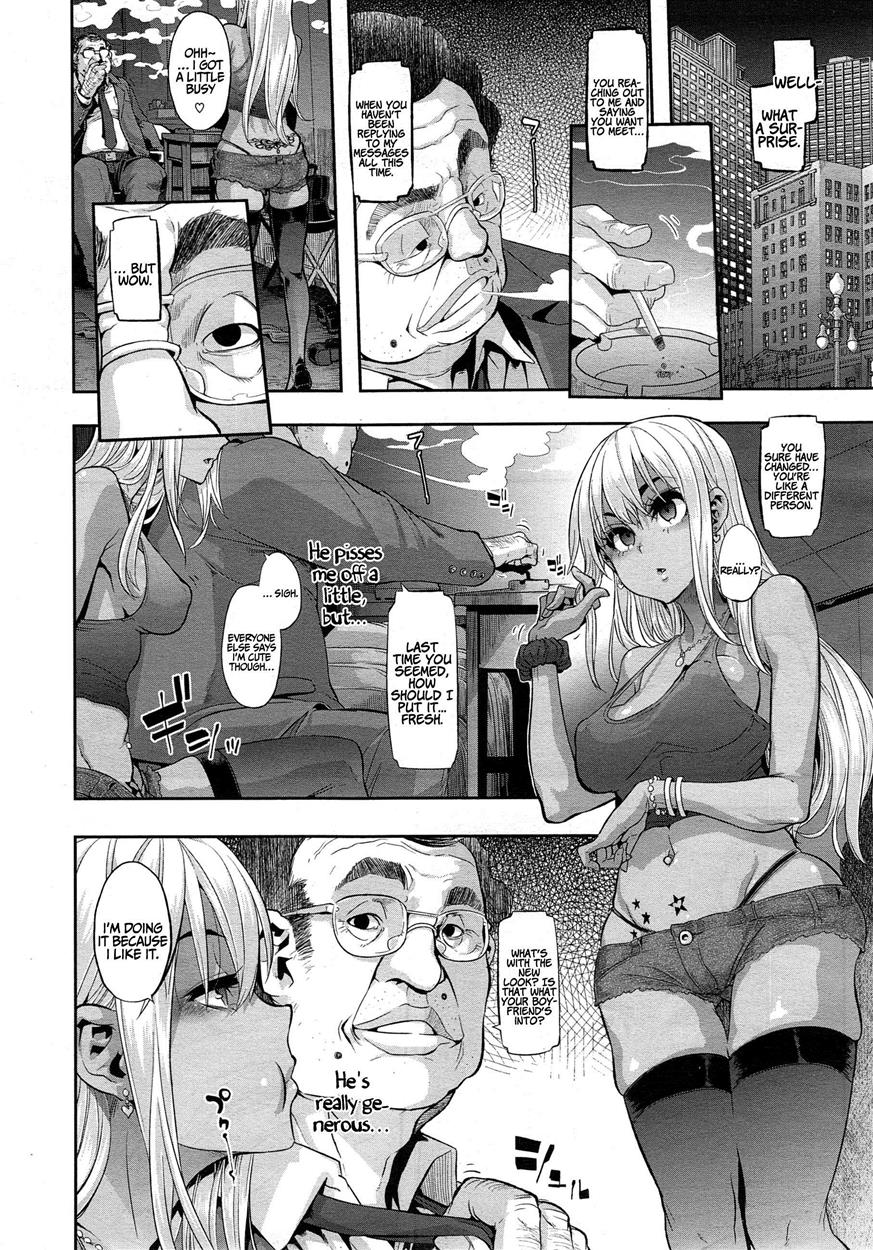 WELL-
WHAT
A SUR-
PRISE.
YOU REA-
CHING OUT
TO ME AND
SAYING
YOU WANT
TO MEET...
WHEN YOU
HAVEN'T
BEEN
REPLYING
TO MY
MESSAGES
ALL THIS
TIME.
OHH~
... I GOT
A LITTLE
BUSY
♡
... BUT
WOW.
YOU
SURE HAVE
CHANGED...
YOU'RE
LIKE A
DIFFERENT
PERSON.
...
REALLY?
LAST
TIME YOU
SEEMED,
HOW
SHOULD I
PUT IT...
FRESH.
He pisses
me off a
little,
but...
... SIGH.
EVERYONE
ELSE SAYS
I'M CUTE
THOUGH...
WHAT'S
WITH THE
NEW
LOOK? IS
THAT WHAT
YOUR BOY-
FRIEND'S
INTO?
He's
really ge-
nerous...
I'M DOING
IT BECAUSE
I LIKE IT.